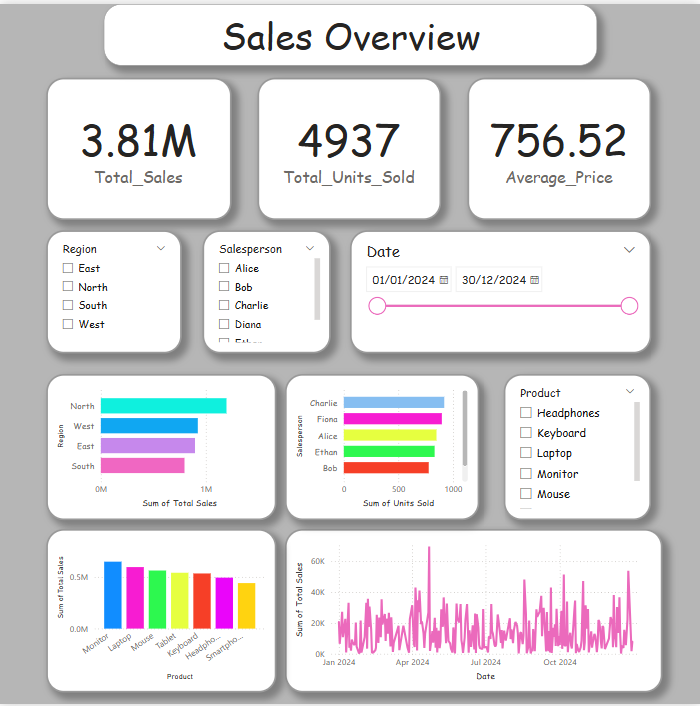 Sales Overview
3.81M
Total_Sales
4937
Total_Units_Sold
756.52
Average_Price
Region
East
North
South
West
Salesperson
Alice
Bob
Charlie
Diana
Date
01/01/2024 30/12/2024
Region
North
West
East
South
0M 1M
Sum of Total Sales
Salesperson
Charlie
Fiona
Alice
Ethan
Bob
0 500 1000
Sum of Units Sold
Product
Headphones
Keyboard
Laptop
Monitor
Mouse
Sum of Total Sales
0.5M
0.0M
Monitor Laptop Mouse Tablet Keyboard Headpho... Smartpho...
Product
Sum of Total Sales
60K
40K
20K
0K
Jan 2024 Apr 2024 Jul 2024 Oct 2024
Date